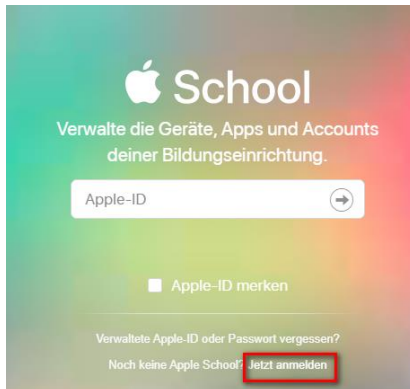 School
Verwalte die Geräte, Apps und Accounts
deiner Bildungseinrichtung.
Apple-ID
Apple-ID merken
Verwaltete Apple-ID oder Passwort vergessen?
Noch keine Apple School? Jetzt anmelden